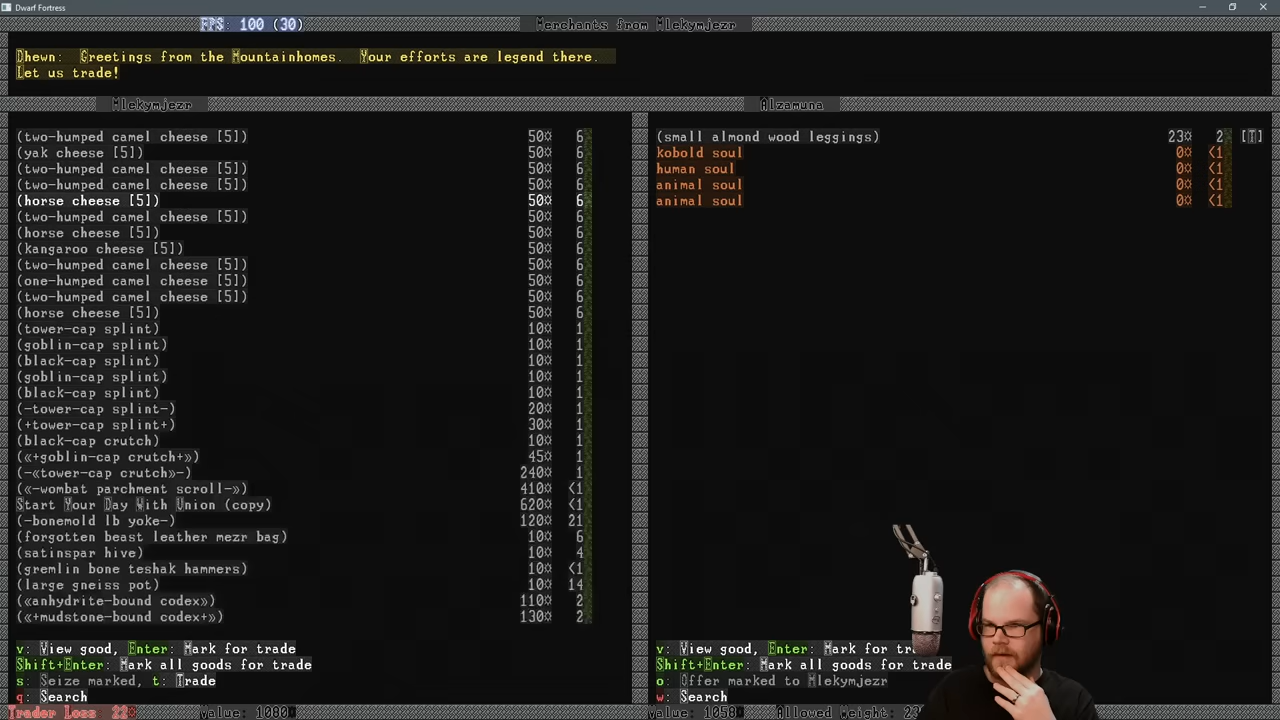 Dwarf Fortress
FPS: 100 (30)
Merchants from Mlekymjezr
Dhewn: Greetings from the Mountainhomes. Your efforts are legend there.
Let us trade!
Mlekymjezr
Alzamuna
(two-humped camel cheese [5]) 50¤ 6
(yak cheese [5]) 50¤ 6
(two-humped camel cheese [5]) 50¤ 6
(two-humped camel cheese [5]) 50¤ 6
(horse cheese [5]) 50¤ 6
(two-humped camel cheese [5]) 50¤ 6
(horse cheese [5]) 50¤ 6
(kangaroo cheese [5]) 50¤ 6
(two-humped camel cheese [5]) 50¤ 6
(one-humped camel cheese [5]) 50¤ 6
(two-humped camel cheese [5]) 50¤ 6
(horse cheese [5]) 50¤ 6
(tower-cap splint) 10¤ 1
(goblin-cap splint) 10¤ 1
(black-cap splint) 10¤ 1
(goblin-cap splint) 10¤ 1
(black-cap splint) 10¤ 1
(-tower-cap splint-) 20¤ 1
(+tower-cap splint+) 30¤ 1
(black-cap crutch) 10¤ 1
(«+goblin-cap crutch+») 45¤ 1
(-«tower-cap crutch»-) 240¤ 1
(«-wombat parchment scroll-») 410¤ <1
Start Your Day With Union (copy) 620¤ <1
(-bonemold lb yoke-) 120¤ 21
(forgotten beast leather mezr bag) 10¤ 6
(satinspar hive) 10¤ 4
(gremlin bone teshak hammers) 10¤ <1
(large gneiss pot) 10¤ 14
(«anhydrite-bound codex») 110¤ 2
(«+mudstone-bound codex+») 130¤ 2
v: View good, Enter: Mark for trade
Shift+Enter: Mark all goods for trade
s: Seize marked, t: Trade
q: Search
Trader Loss: 22¤ Value: 1080¤
(small almond wood leggings) 23¤ 2 [T]
kobold soul 0¤ <1
human soul 0¤ <1
animal soul 0¤ <1
animal soul 0¤ <1
v: View good, Enter: Mark for
Shift+Enter: Mark all goods for trade
o: Offer marked to Mlekymjezr
w: Search
Value: 1058¤ Allowed Weight: